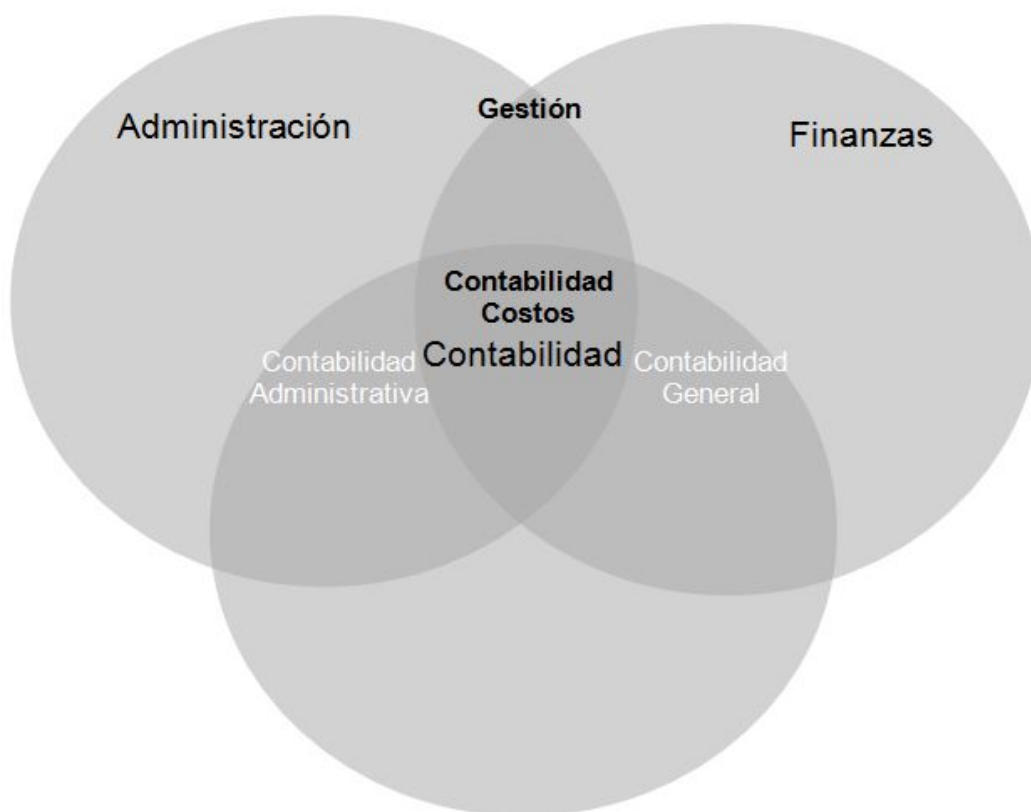 Gestión
Administración
Finanzas
Contabilidad
Costos
Contabilidad
Contabilidad
Administrativa
Contabilidad
General